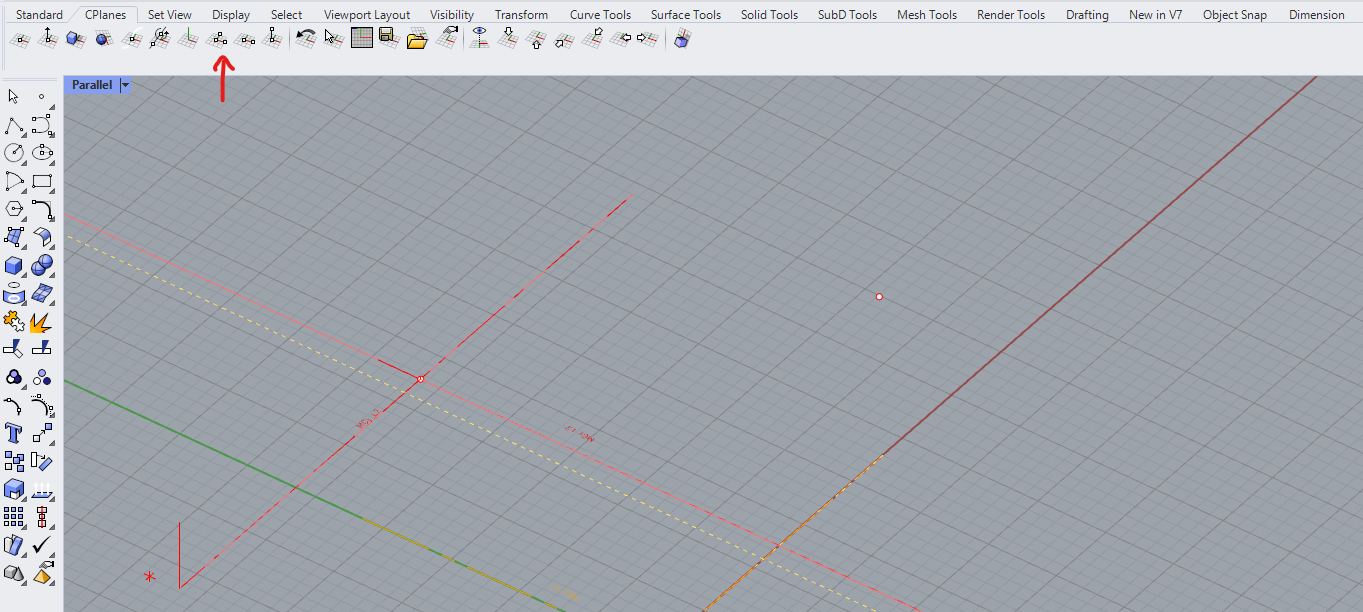 Standard CPlanes Set View Display Select Viewport Layout Visibility Transform Curve Tools Surface Tools Solid Tools SubD Tools Mesh Tools Render Tools Drafting New in V7 Object Snap Dimension
Parallel